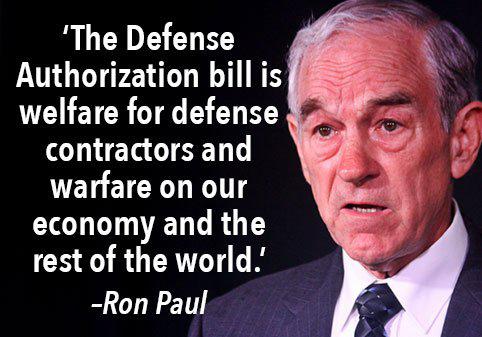 ‘The Defense
Authorization bill is
welfare for defense
contractors and
warfare on our
economy and the
rest of the world.’
–Ron Paul